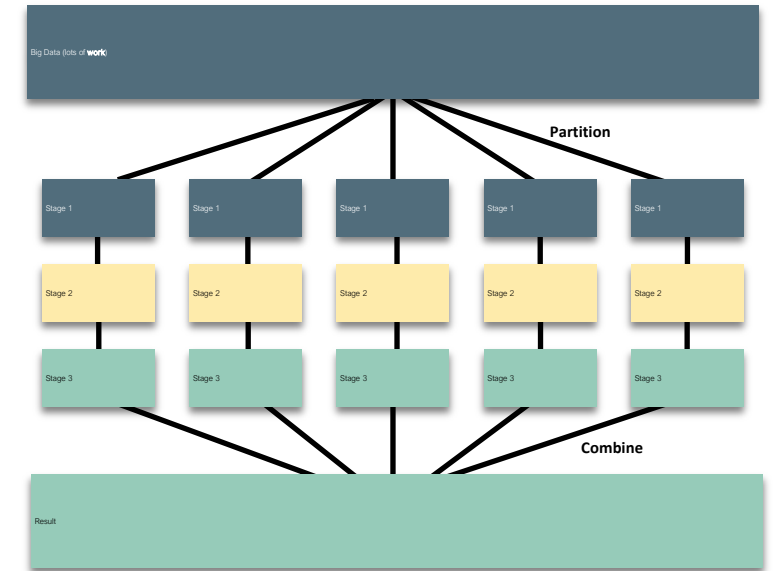 Big Data (lots of work)
Partition
Stage 1
Stage 1
Stage 1
Stage 1
Stage 1
Stage 2
Stage 2
Stage 2
Stage 2
Stage 2
Stage 3
Stage 3
Stage 3
Stage 3
Stage 3
Combine
Result